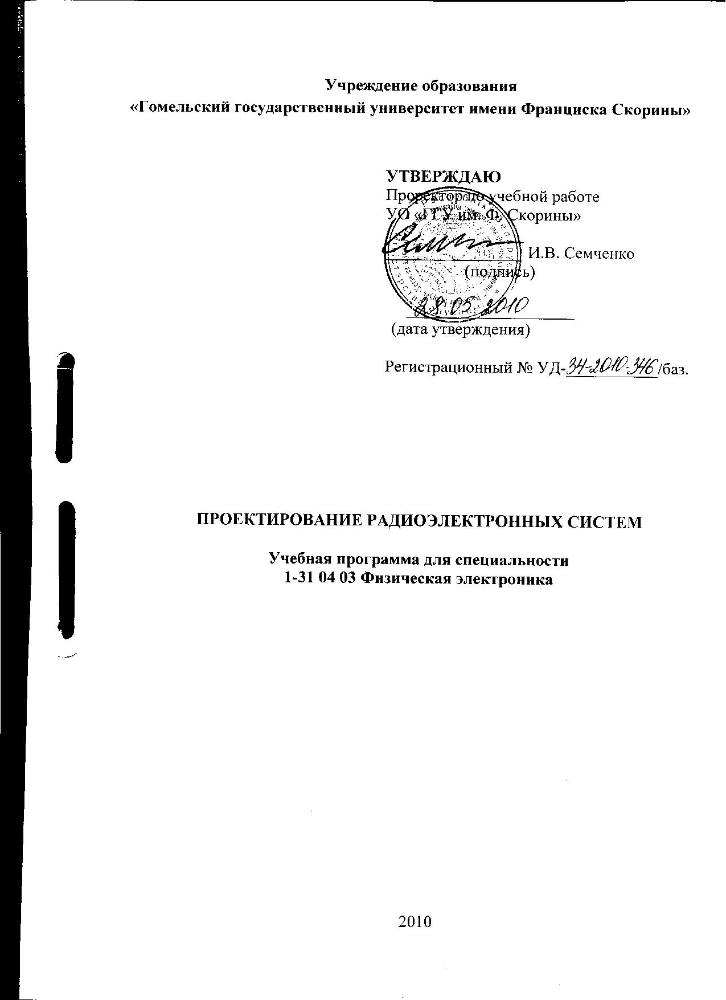 Учреждение образования
«Гомельский государственный университет имени Франциска Скорины»
УТВЕРЖДАЮ
Проректор по учебной работе
УО «ГГУ им. Ф. Скорины»
И.В. Семченко
(подпись)
28.05.2010
(дата утверждения)
Регистрационный № УД-34-2010-346/баз.
ПРОЕКТИРОВАНИЕ РАДИОЭЛЕКТРОННЫХ СИСТЕМ
Учебная программа для специальности
1-31 04 03 Физическая электроника
2010